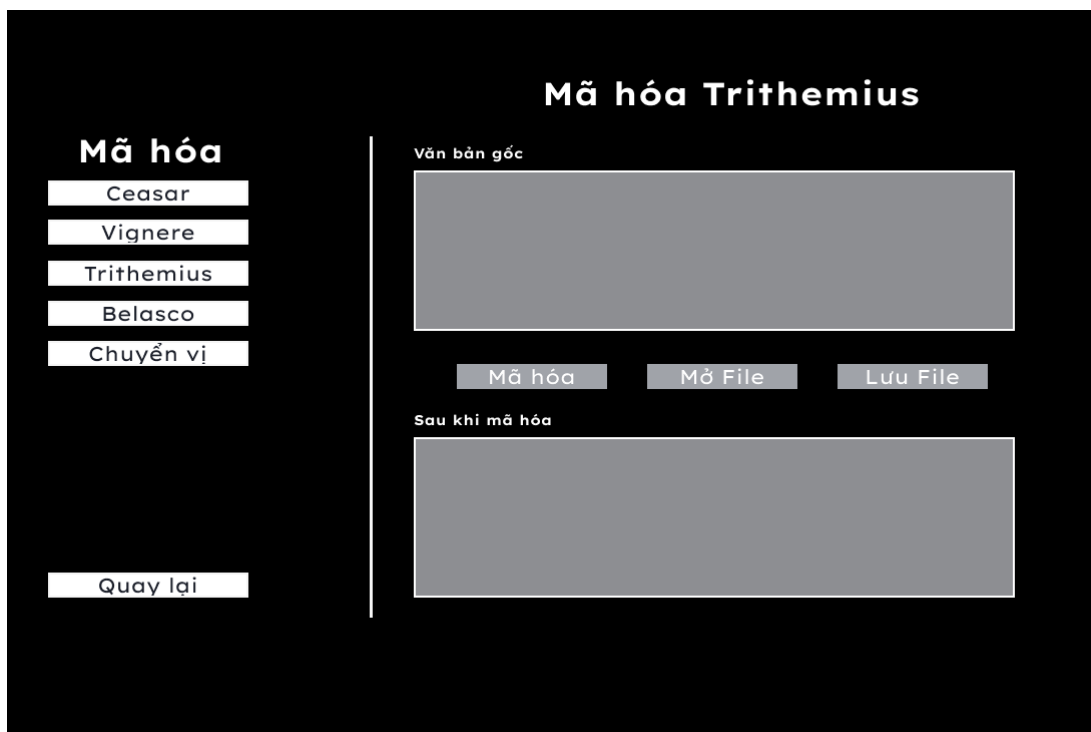 Mã hóa Trithemius
Mã hóa
Ceasar
Vignere
Trithemius
Belasco
Chuyển vị
Quay lại
Văn bản gốc
Mã hóa
Mở File
Lưu File
Sau khi mã hóa